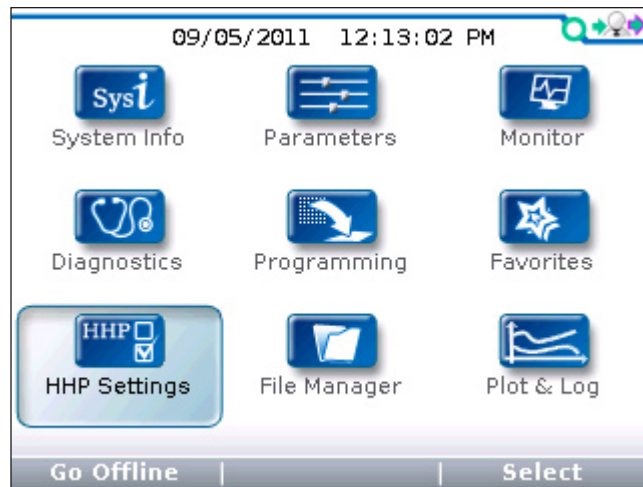 09/05/2011 12:13:02 PM
Sysi
System Info
Parameters
Monitor
Diagnostics
Programming
Favorites
HHP
HHP Settings
File Manager
Plot & Log
Go Offline
Select